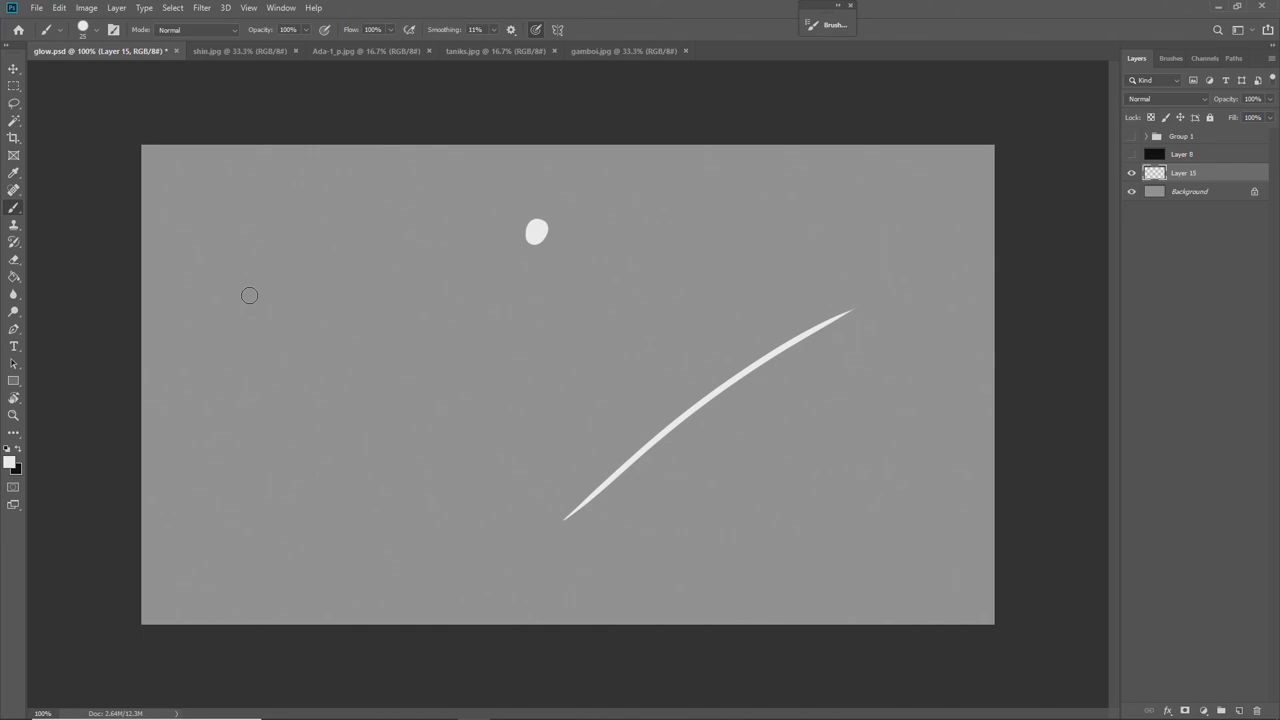 Ps File Edit Image Layer Type Select Filter 3D View Window Help
25 Mode: Normal Opacity: 100% Flow: 100% Smoothing: 11% Brush...
glow.psd @ 100% (Layer 15, RGB/8#) * × shin.jpg @ 33.3% (RGB/8#) × Ada-1_p.jpg @ 16.7% (RGB/8#) × taniks.jpg @ 16.7% (RGB/8#) × gamboi.jpg @ 33.3% (RGB/8#) ×
Layers Brushes Channels Paths
Kind
Normal Opacity: 100%
Lock: Fill: 100%
Group 1
Layer 8
Layer 15
Background
100% Doc: 2.64M/12.3M